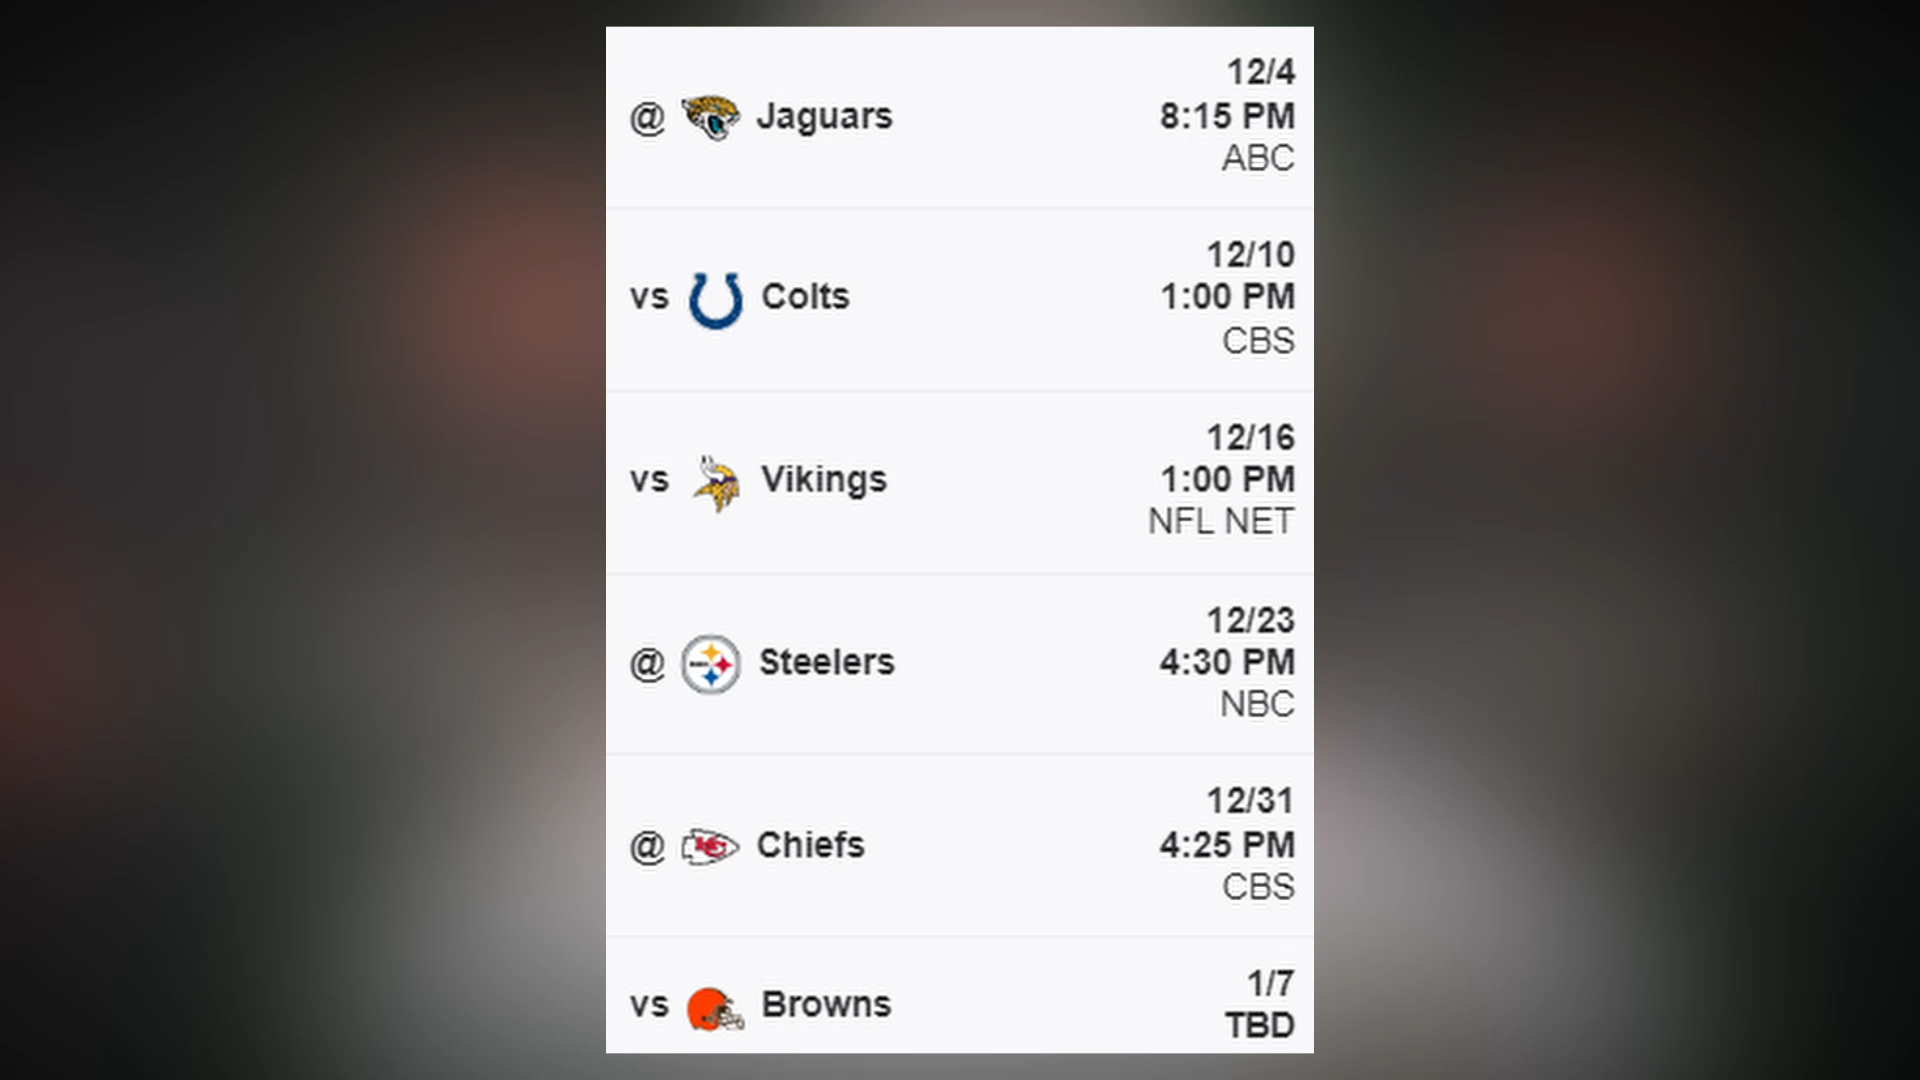 12/4
@ Jaguars 8:15 PM
ABC
12/10
vs Colts 1:00 PM
CBS
12/16
vs Vikings 1:00 PM
NFL NET
12/23
@ Steelers 4:30 PM
NBC
12/31
@ Chiefs 4:25 PM
CBS
1/7
vs Browns
TBD